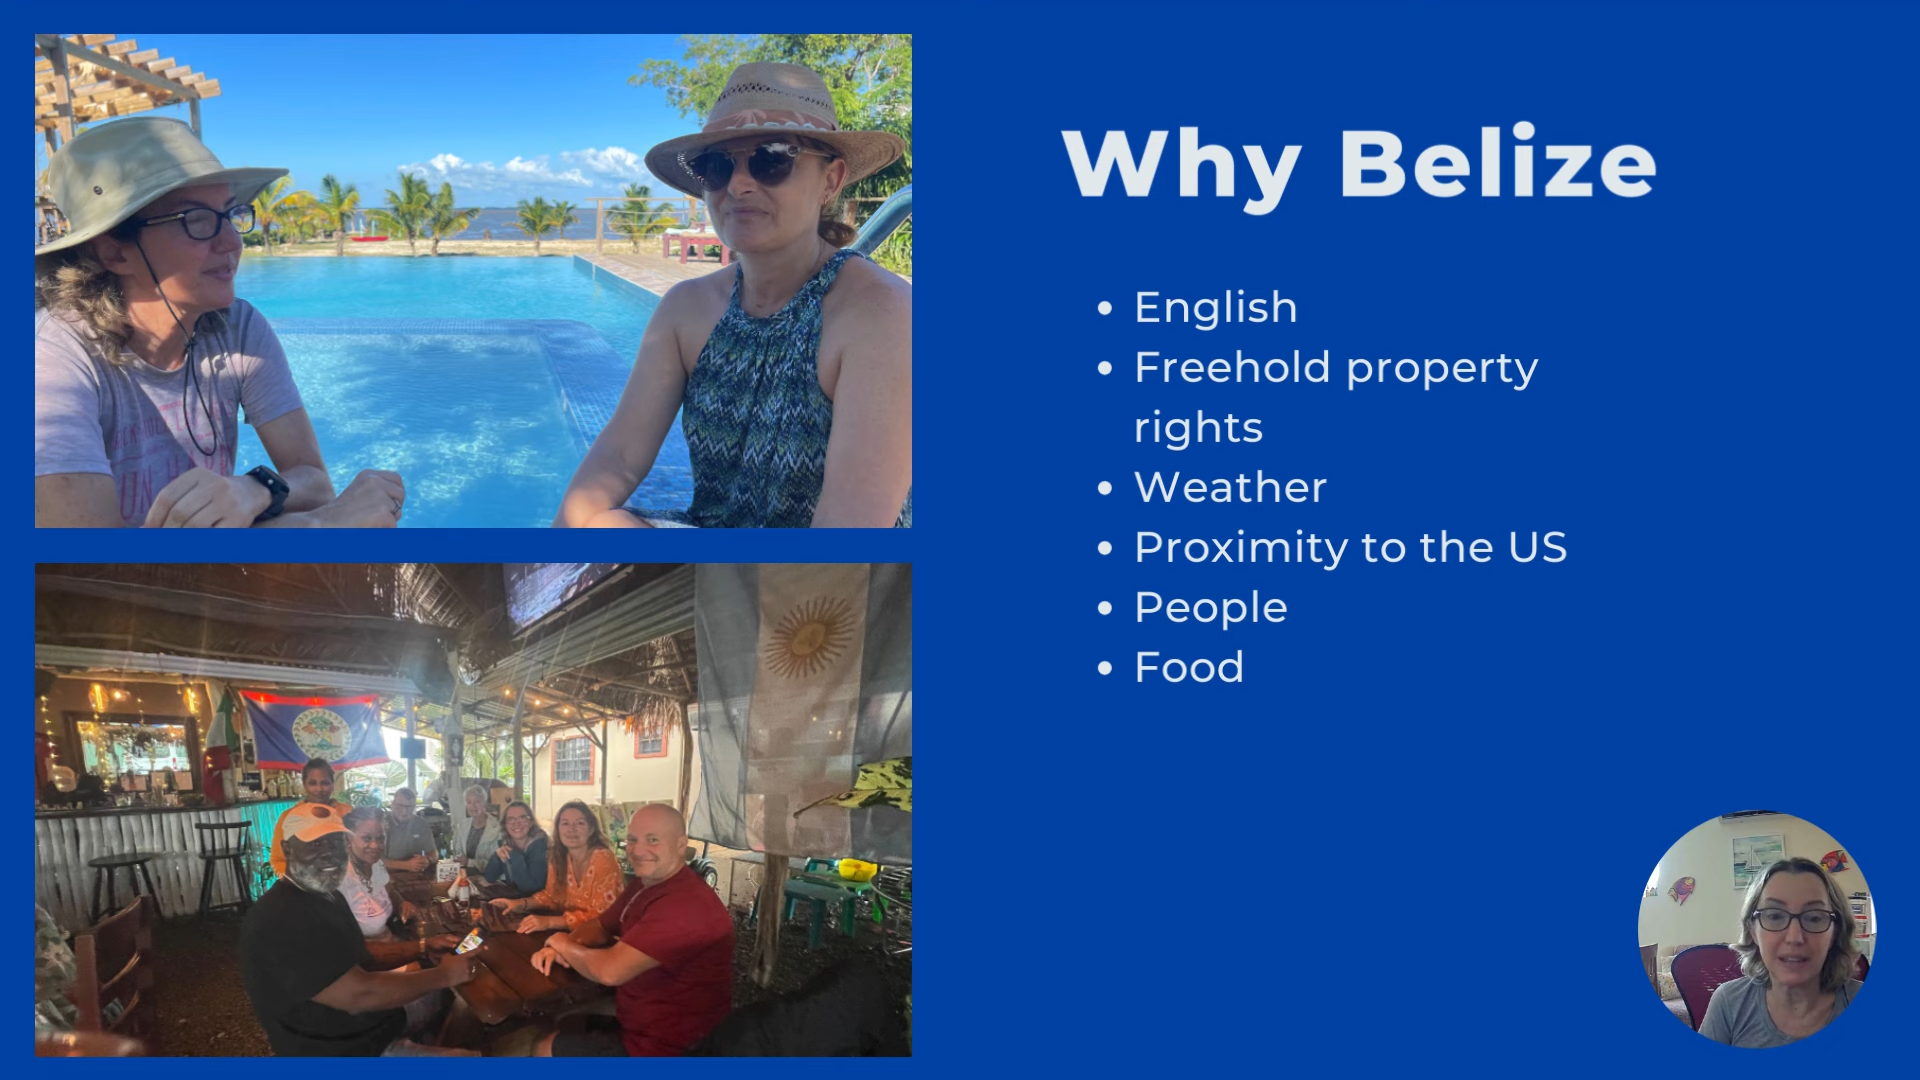 Why Belize
• English
• Freehold property
rights
• Weather
• Proximity to the US
• People
• Food